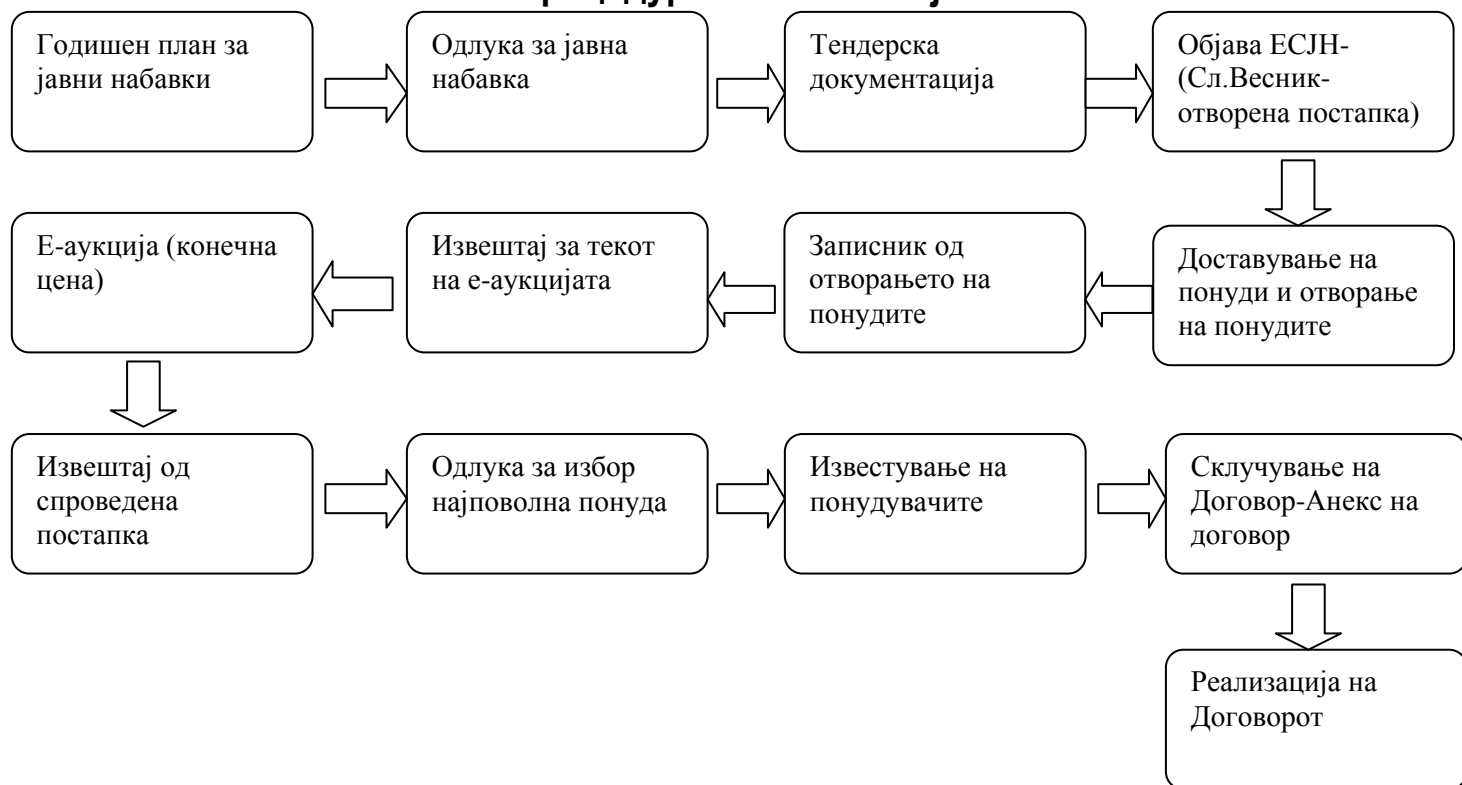 Годишен план за
јавни набавки
Одлука за јавна
набавка
Тендерска
документација
Објава ЕСЈН-
(Сл.Весник-
отворена постапка)
Доставување на
понуди и отворање
на понудите
Записник од
отворањето на
понудите
Извештај за текот
на е-аукцијата
Е-аукција (конечна
цена)
Извештај од
спроведена
постапка
Одлука за избор
најповолна понуда
Известување на
понудувачите
Склучување на
Договор-Анекс на
договор
Реализација на
Договорот